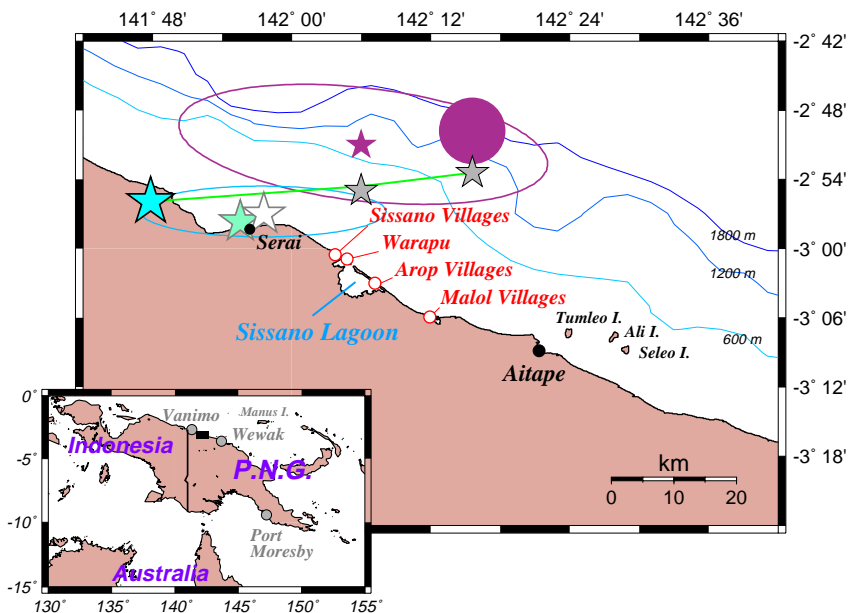 141˚ 48' 142˚ 00' 142˚ 12' 142˚ 24' 142˚ 36'
-2˚ 42'
-2˚ 48'
-2˚ 54'
-3˚ 00'
-3˚ 06'
-3˚ 12'
-3˚ 18'
1800 m
1200 m
600 m
Sissano Villages
Serai
Warapu
Arop Villages
Malol Villages
Sissano Lagoon
Tumleo I.
Ali I.
Seleo I.
Aitape
km
0 10 20
0˚
-5˚
-10˚
-15˚
130˚ 135˚ 140˚ 145˚ 150˚ 155˚
Vanimo
Manus I.
Wewak
Indonesia
P.N.G.
Port
Moresby
Australia